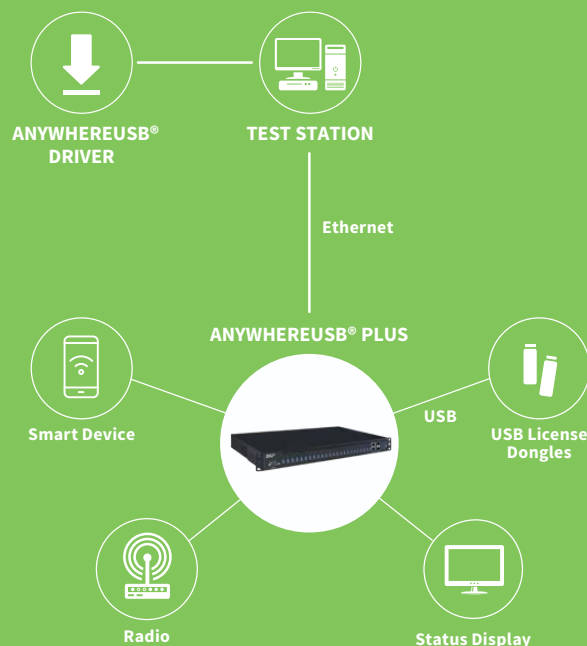 ANYWHEREUSB®
DRIVER
TEST STATION
Ethernet
ANYWHEREUSB® PLUS
Smart Device
USB
USB License
Dongles
Radio
Status Display